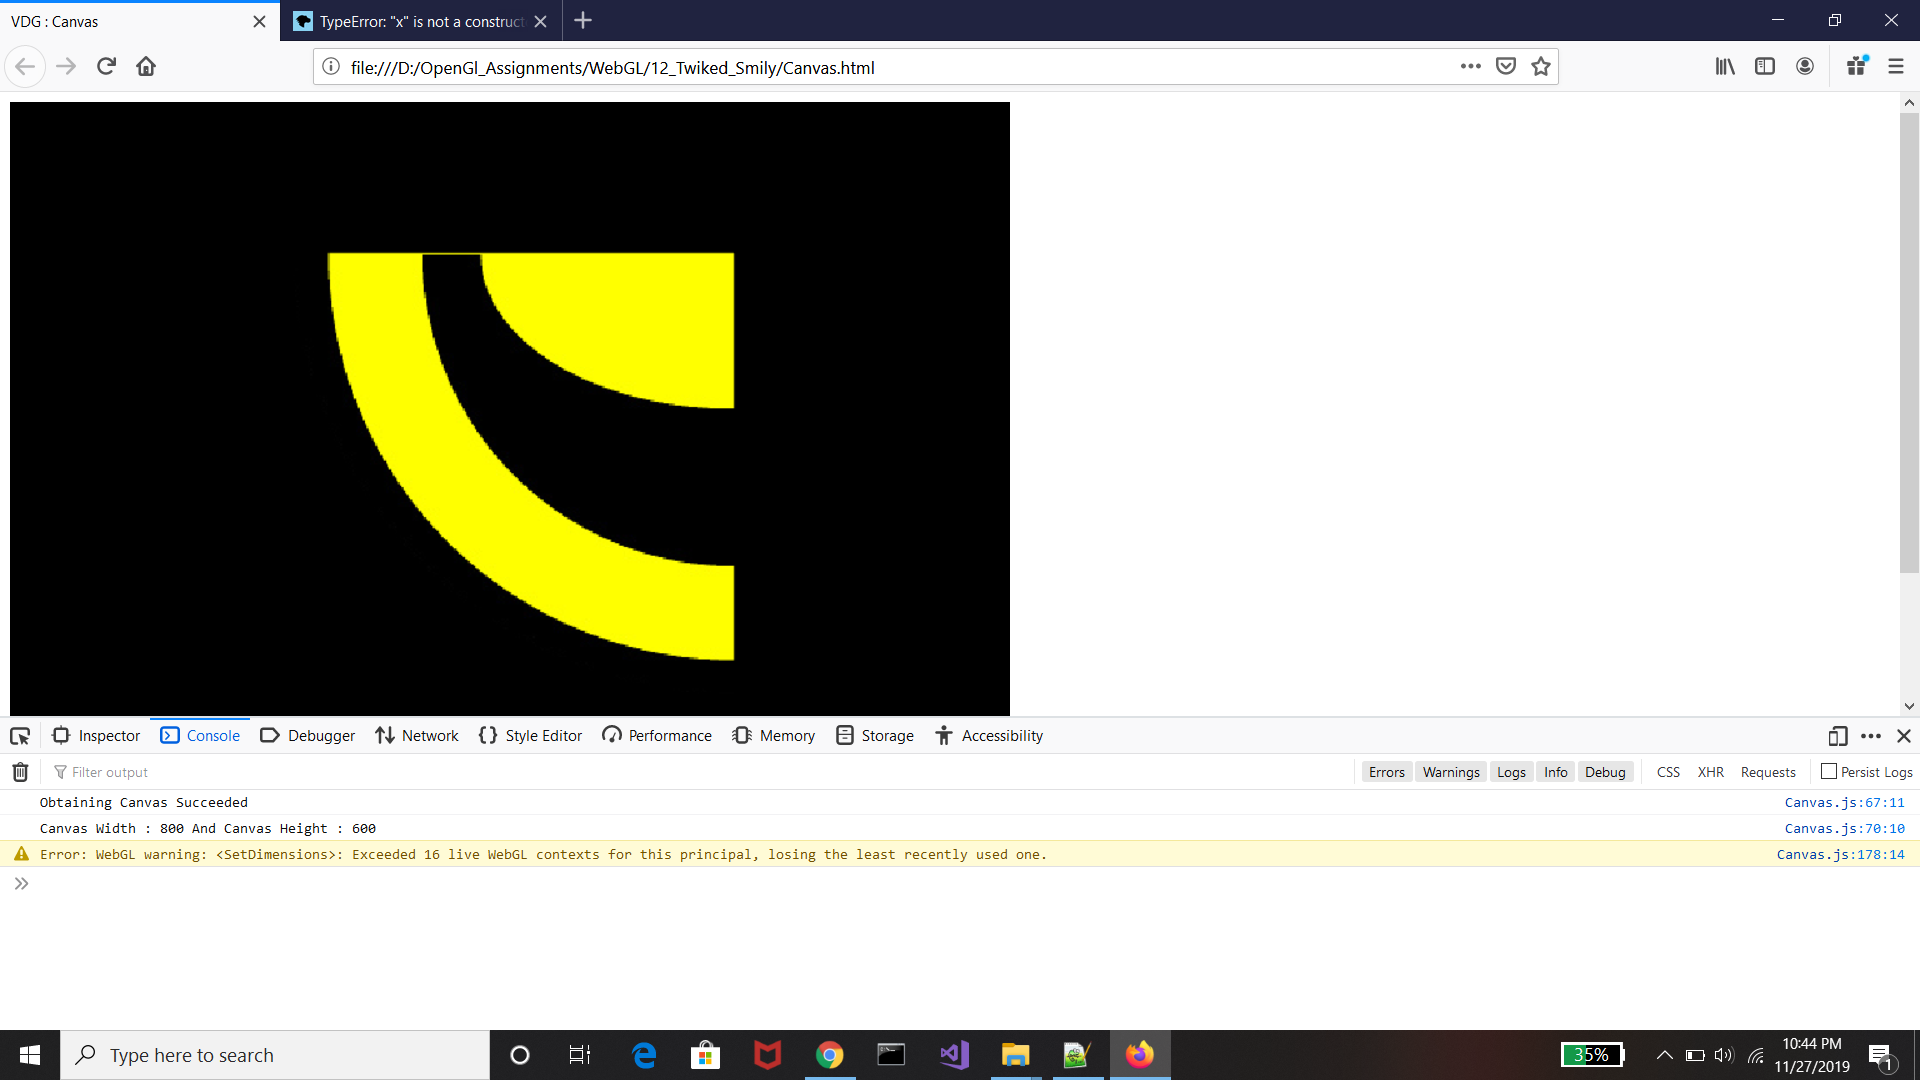 VDG : Canvas
TypeError: "x" is not a construct
file:///D:/OpenGl_Assignments/WebGL/12_Twiked_Smily/Canvas.html
Inspector Console Debugger Network Style Editor Performance Memory Storage Accessibility
Filter output Errors Warnings Logs Info Debug CSS XHR Requests Persist Logs
Obtaining Canvas Succeeded Canvas.js:67:11
Canvas Width : 800 And Canvas Height : 600 Canvas.js:70:10
Error: WebGL warning: <SetDimensions>: Exceeded 16 live WebGL contexts for this principal, losing the least recently used one. Canvas.js:178:14
Type here to search
35%
10:44 PM
11/27/2019
1